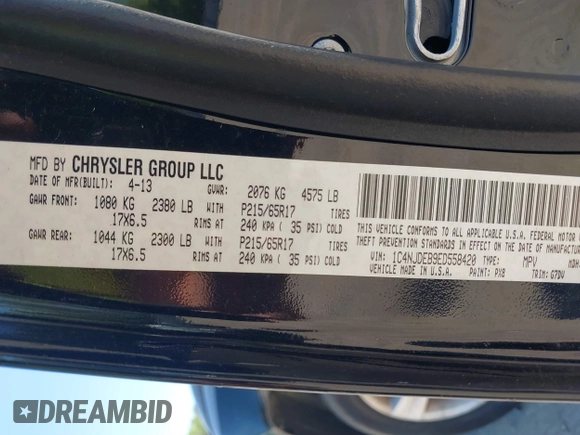 MFD BY CHRYSLER GROUP LLC
DATE OF MFR(BUILT): 4-13 GVWR: 2076 KG 4575 LB
GAWR FRONT: 1080 KG 2380 LB WITH P215/65R17 TIRES
17X6.5 RIMS AT 240 KPA ( 35 PSI) COLD
GAWR REAR: 1044 KG 2300 LB WITH P215/65R17 TIRES
17X6.5 RIMS AT 240 KPA ( 35 PSI) COLD
THIS VEHICLE CONFORMS TO ALL APPLICABLE U.S.A. FEDERAL MOTOR
THEFT PREVENTION STANDARDS IN EFFECT ON THE DATE OF
VIN: 1C4NJDEB9ED558420 TYPE: MPV
VEHICLE MADE IN U.S.A. PAINT: PX8 TRIM: G7DV
DREAMBID